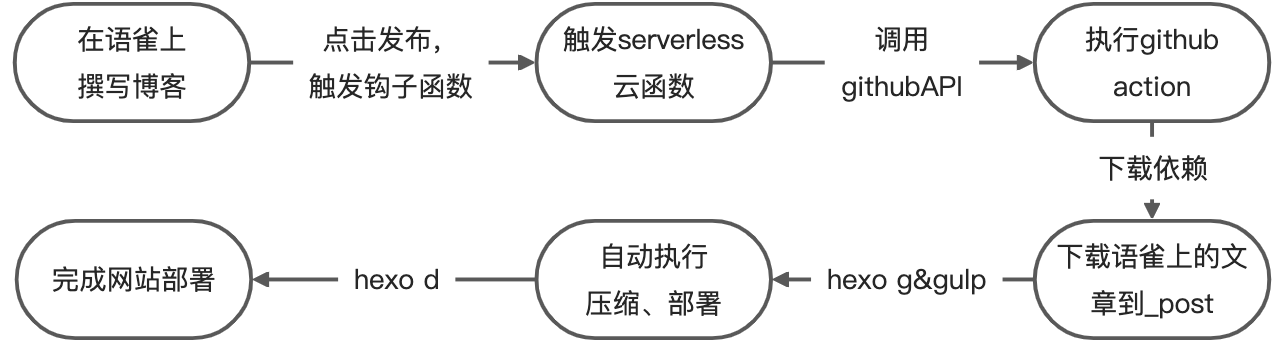 在语雀上
撰写博客
点击发布，
触发钩子函数
触发serverless
云函数
调用
githubAPI
执行github
action
下载依赖
下载语雀上的文
章到_post
hexo g&gulp
自动执行
压缩、部署
hexo d
完成网站部署